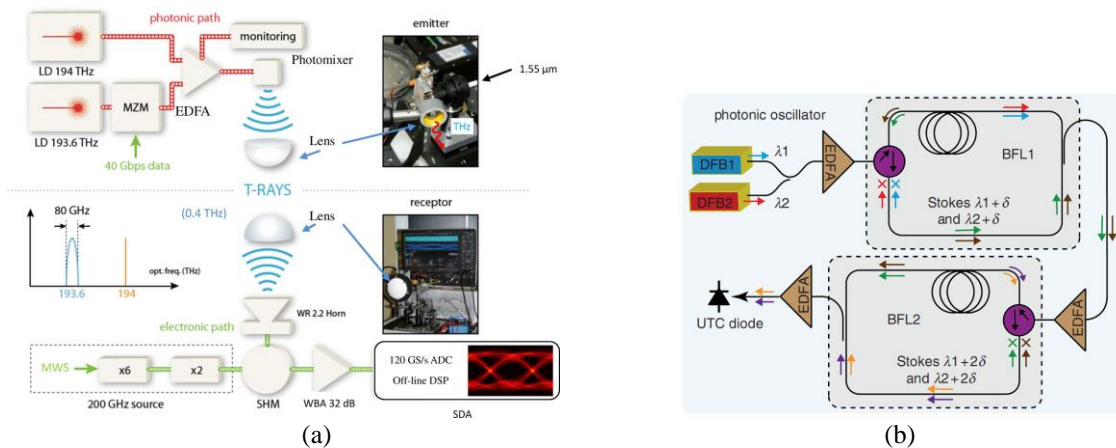 photonic path
monitoring
emitter
LD 194 THz
Photomixer
1.55 μm
MZM
EDFA
THz
LD 193.6 THz
40 Gbps data
Lens
T-RAYS
80 GHz
(0.4 THz)
Lens
receptor
opt. freq. (THz)
193.6
194
WR 2.2 Horn
electronic path
MWS
x6
x2
120 GS/s ADC
Off-line DSP
200 GHz source
SHM
WBA 32 dB
SDA
(a)
photonic oscillator
DFB1
λ1
EDFA
BFL1
DFB2
λ2
Stokes λ1+δ
and λ2+δ
EDFA
UTC diode
BFL2
EDFA
Stokes λ1+2δ
and λ2+2δ
(b)